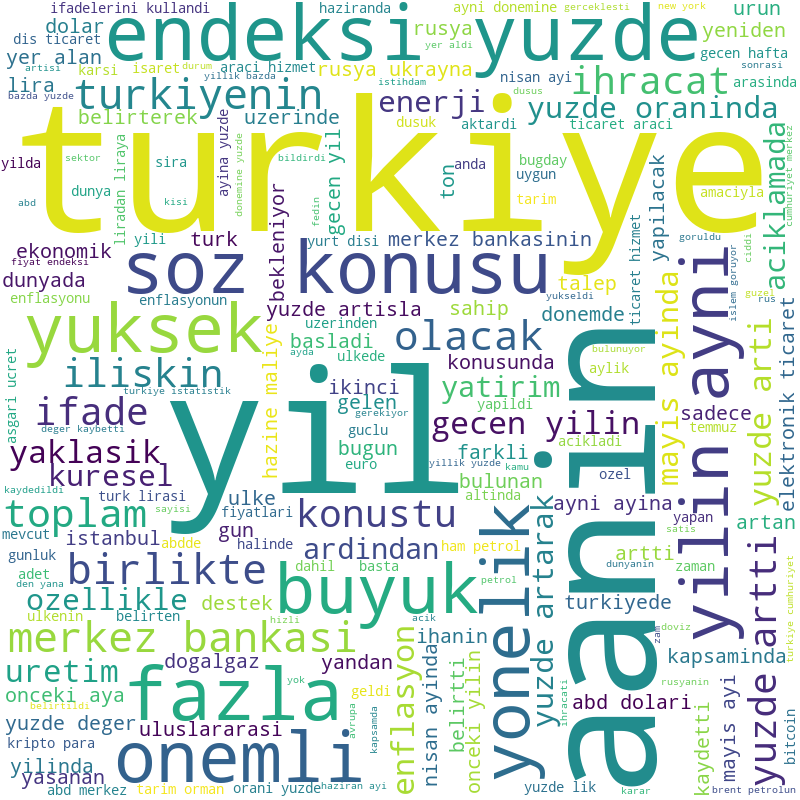 ifadelerini kullandi
haziranda
ayni donemine
gerceklesti
new york
urun
dolar
endeksi
yuzde
dis ticaret
rusya
yeniden
yer alan
artisi
karsi
isaret
durum
araci hizmet
yer aldi
gecen hafta
sonrasi
lira
yillik bazda
rusya ukrayna
nisan ayi
ihracat
arasinda
bazda yuzde
turkiyenin
istihdam
enerji
dusus
yuzde oraninda
belirterek
uzerinde
dusuk
aktardi
ticaret araci
turkiye
yilda
sektor
sira
bildirdi
ayina yuzde
donemine yuzde
gecen yil
anda
bugday
uygun
yapilacak
aciklamada
cumhuriyet merkez
dunya
kisi
liradan liraya
ton
tarim
amaciyla
abd
fedin
yili
turk
bekleniyor
yurt disi
merkez bankasinin
goruldu
ciddi
ekonomik
fiyat endeksi
soz konusu
talep
ticaret hizmet
islem goruyor
dunyada
enflasyonu
enflasyonun
yuzde artisla
sahip
yukseldi
donemde
guzel
rus
yuksek
uzerinden
basladi
olacak
mayis ayinda
yilin ayni
yuzde arti
elektronik ticaret
asgari ucret
iliskin
hazine maliye
ayda
ulkede
konusunda
bulunuyor
aylik
turkiye istatistik
yil
ikinci
yatirim
ifade
gelen
gerekiyor
yapildi
sadece
deger kaybetti
guclu
gecen yilin
acikladi
temmuz
yaklasik
bugun
farkli
aanin
kuresel
euro
yillik yuzde
kamu
ozel
kaydedildi
turk lirasi
ulke
altinda
bulunan
toplam
sayisi
fiyatlari
konustu
yonelik
yuzde artarak
ayni ayina
satis
yapan
artan
mevcut
istanbul
abdde
gun
halinde
ardindan
ham petrol
artti
dunyanin
zaman
yuzde artti
turkiye cumhuriyet
gunluk
birlikte
dahil
basta
petrol
zam
doviz
adet
den yana
buyuk
turkiyede
ozellikle
destek
ulkenin
belirten
hizli
acik
ihanin
merkez bankasi
enflasyon
nisan ayinda
kapsaminda
uretim
dogalgaz
yandan
belirtti
onceki yilin
rusyanin
onceki aya
fazla
yok
geldi
ihracati
abd dolari
kaydetti
mayis ayi
bitcoin
belirtildi
yuzde deger
uluslararasi
avrupa
kapsamda
kripto para
onemli
yilinda
yasanan
abd merkez
tarim orman
orani yuzde
haziran ayi
yuzde lik
karar
brent petrolun